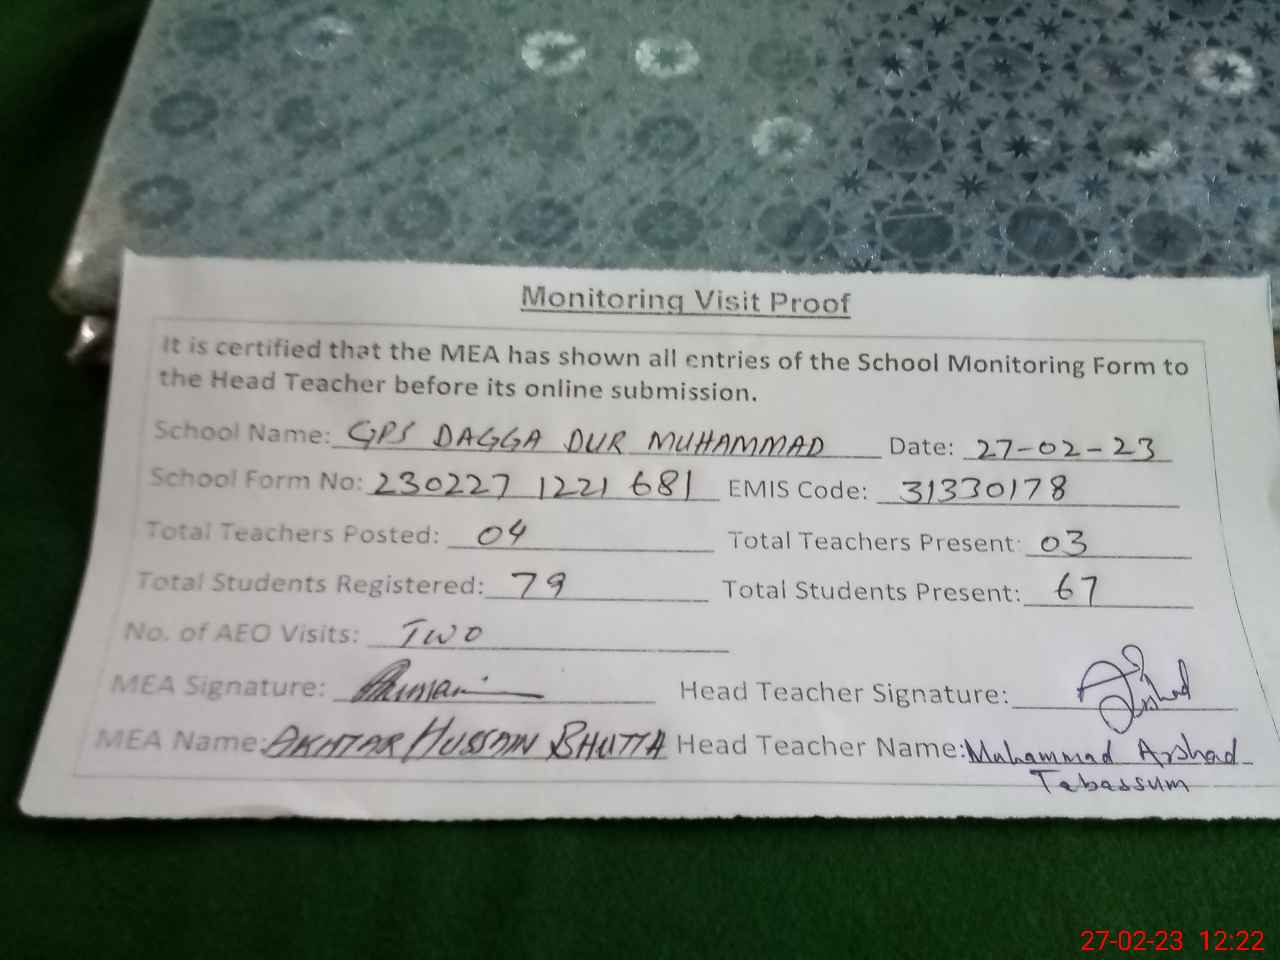 Monitoring Visit Proof
It is certified that the MEA has shown all entries of the School Monitoring Form to
the Head Teacher before its online submission.
School Name: GPS DAGGA DUR MUHAMMAD Date: 27-02-23
School Form No: 230227 1221 681 EMIS Code: 31330178
Total Teachers Posted: 04 Total Teachers Present: 03
Total Students Registered: 79 Total Students Present: 67
No. of AEO Visits: TWO
MEA Signature: Head Teacher Signature: Arshad
MEA Name: AKHTAR HUSSAIN BHUTTA Head Teacher Name: Muhammad Arshad
Tabassum
27-02-23 12:22